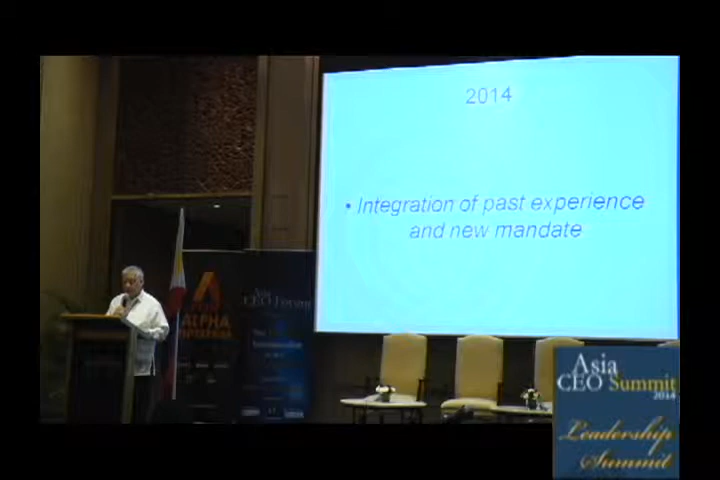 2014
• Integration of past experience
and new mandate
Asia
CEO Forum
ALPHA
Asia
CEO Summit
2014
Leadership
Summit